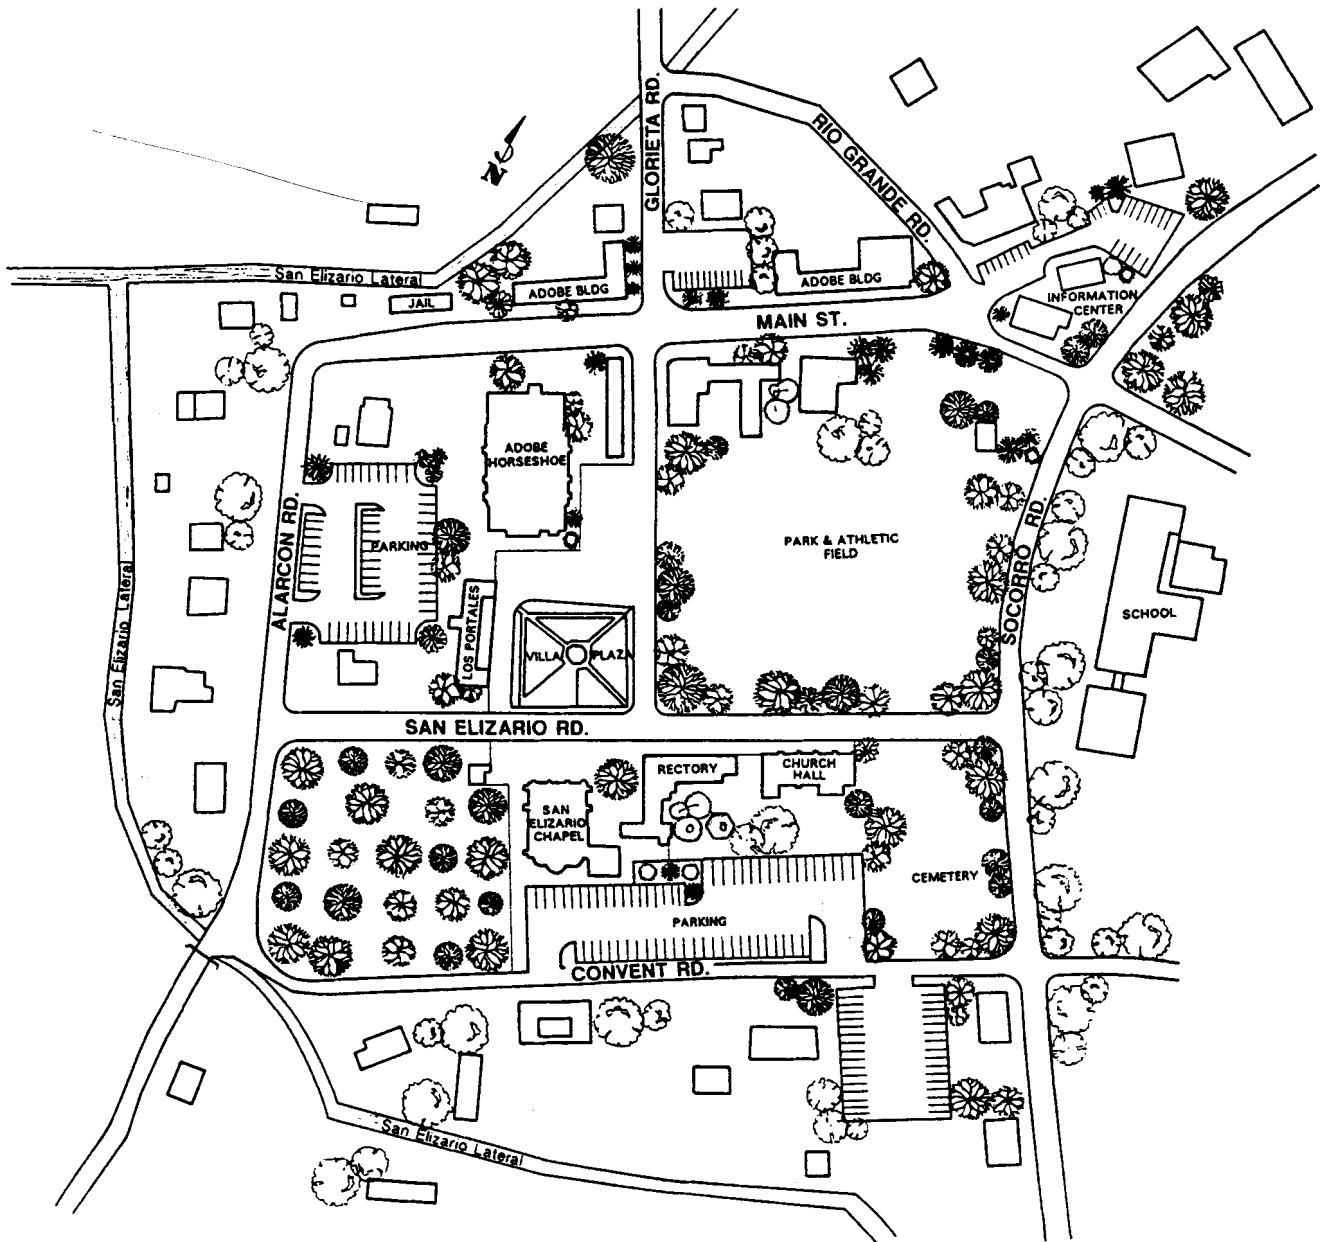 GLORIETA RD.
RIO GRANDE RD.
N
San Elizario Lateral
JAIL
ADOBE BLDG
ADOBE BLDG
INFORMATION
CENTER
MAIN ST.
ADOBE
HORSESHOE
ALARCON RD.
PARKING
PARK & ATHLETIC
FIELD
SOCORRO RD.
SCHOOL
San Elizario Lateral
LOS PORTALES
VILLA PLAZA
SAN ELIZARIO RD.
RECTORY
CHURCH
HALL
SAN
ELIZARIO
CHAPEL
CEMETERY
PARKING
CONVENT RD.
San Elizario Lateral